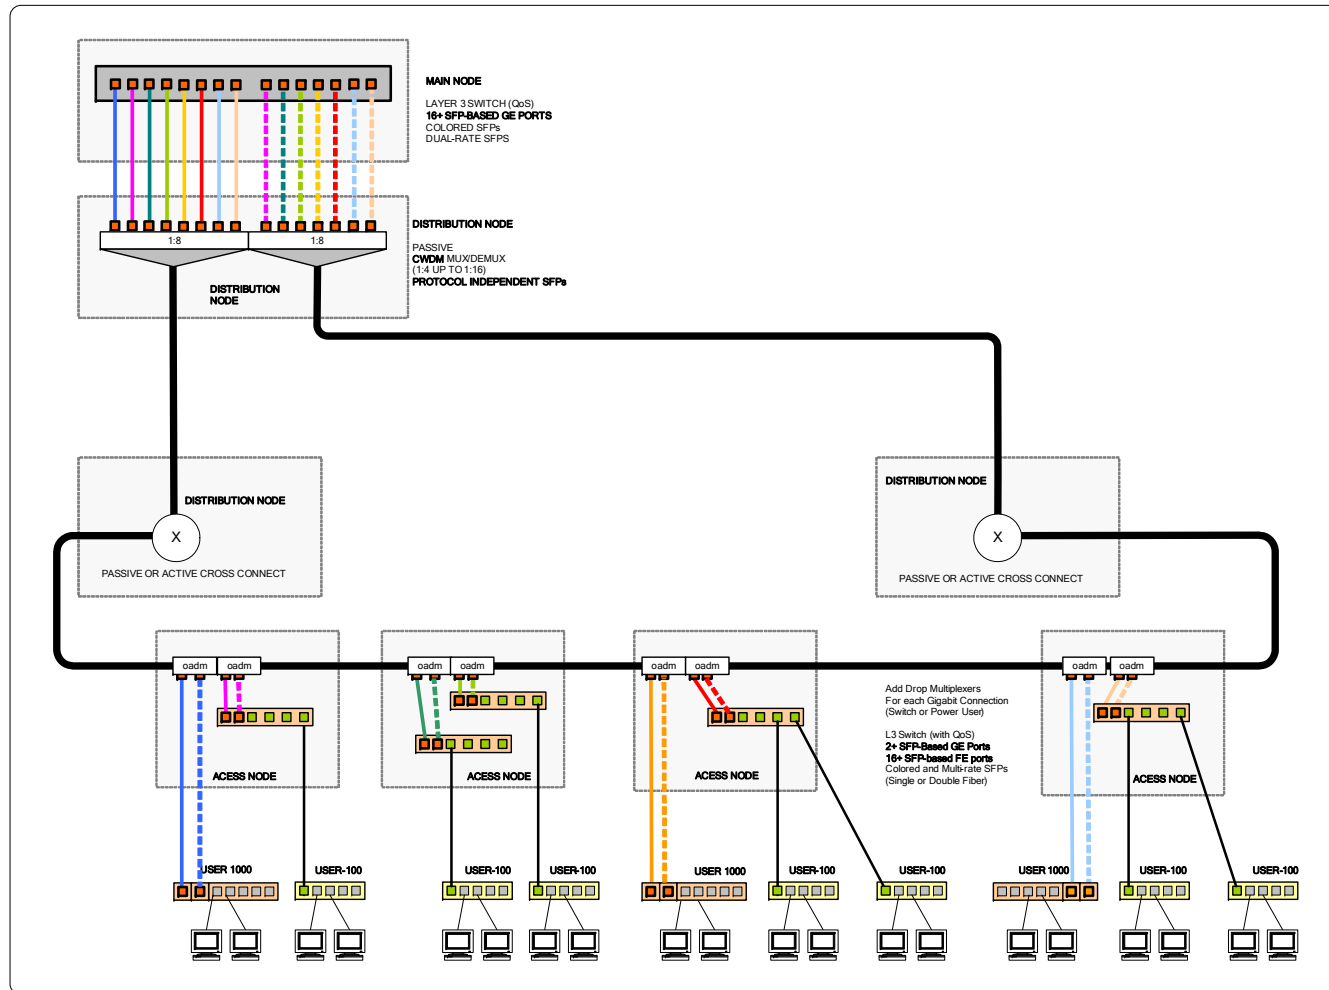 MAIN NODE
LAYER 3 SWITCH (QoS)
16+ SFP-BASED GE PORTS
COLORED SFPs
DUAL-RATE SFPS
1:8
1:8
DISTRIBUTION NODE
PASSIVE
CWDM MUX/DEMUX
(1:4 UP TO 1:16)
PROTOCOL INDEPENDENT SFPs
DISTRIBUTION
NODE
DISTRIBUTION NODE
X
PASSIVE OR ACTIVE CROSS CONNECT
DISTRIBUTION NODE
X
PASSIVE OR ACTIVE CROSS CONNECT
oadm
oadm
ACESS NODE
oadm
oadm
ACESS NODE
oadm
oadm
ACESS NODE
Add Drop Multiplexers
For each Gigabit Connection
(Switch or Power User)
L3 Switch (with QoS)
2+ SFP-Based GE Ports
16+ SFP-based FE ports
Colored and Multi-rate SFPs
(Single or Double Fiber)
oadm
oadm
ACESS NODE
USER 1000
USER-100
USER-100
USER-100
USER 1000
USER-100
USER-100
USER 1000
USER-100
USER-100